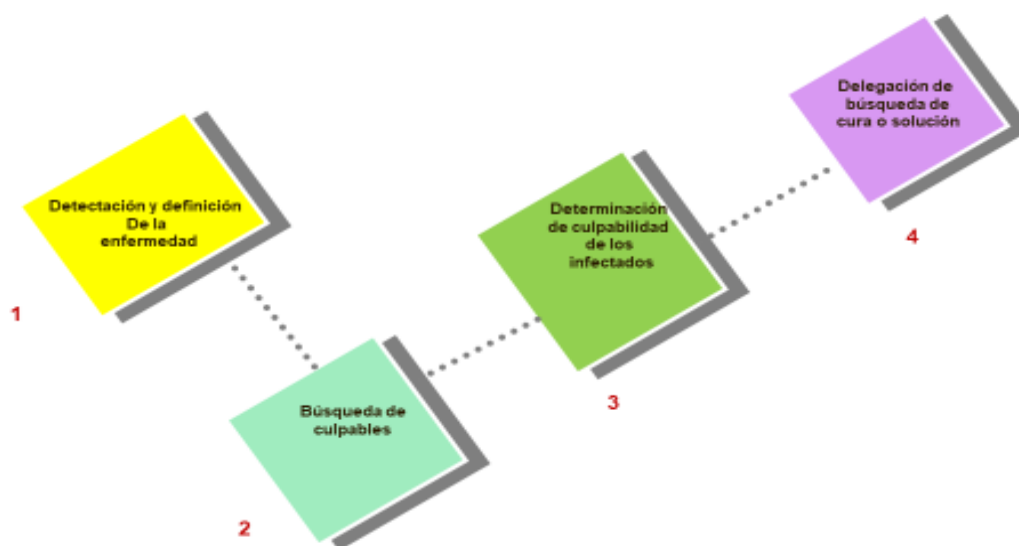 Detectación y definición
De la
enfermedad
1
Búsqueda de
culpables
2
Determinación
de culpabilidad
de los
infectados
3
Delegación de
búsqueda de
cura o solución
4